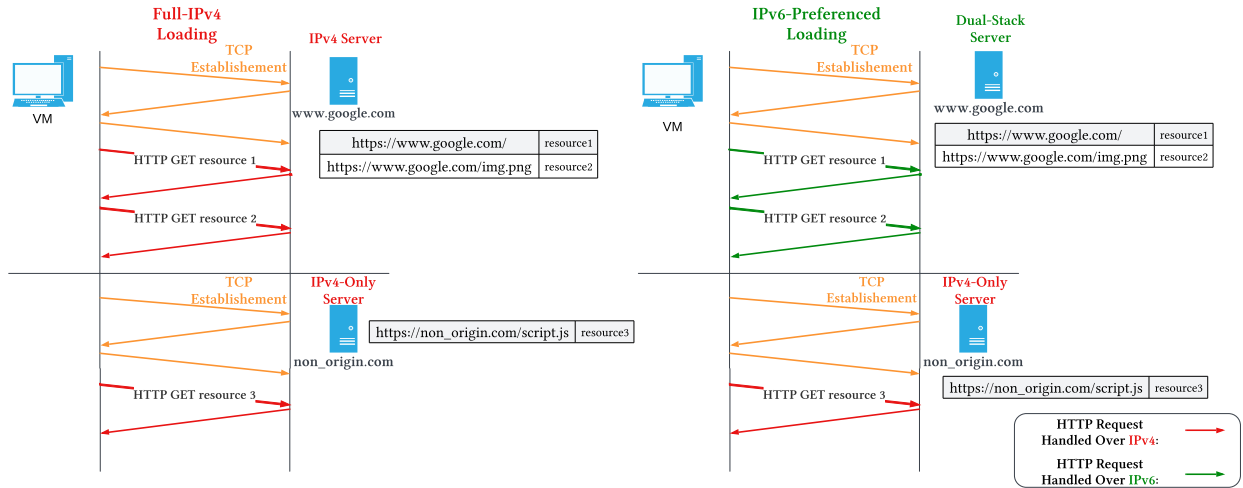 Full-IPv4
Loading
IPv4 Server
TCP
Establishement
VM
www.google.com
https://www.google.com/ resource1
https://www.google.com/img.png resource2
HTTP GET resource 1
HTTP GET resource 2
TCP
Establishement
IPv4-Only
Server
https://non_origin.com/script.js resource3
non_origin.com
HTTP GET resource 3
IPv6-Preferenced
Loading
Dual-Stack
Server
TCP
Establishement
VM
www.google.com
https://www.google.com/ resource1
https://www.google.com/img.png resource2
HTTP GET resource 1
HTTP GET resource 2
TCP
Establishement
IPv4-Only
Server
non_origin.com
https://non_origin.com/script.js resource3
HTTP GET resource 3
HTTP Request
Handled Over IPv4:
HTTP Request
Handled Over IPv6: